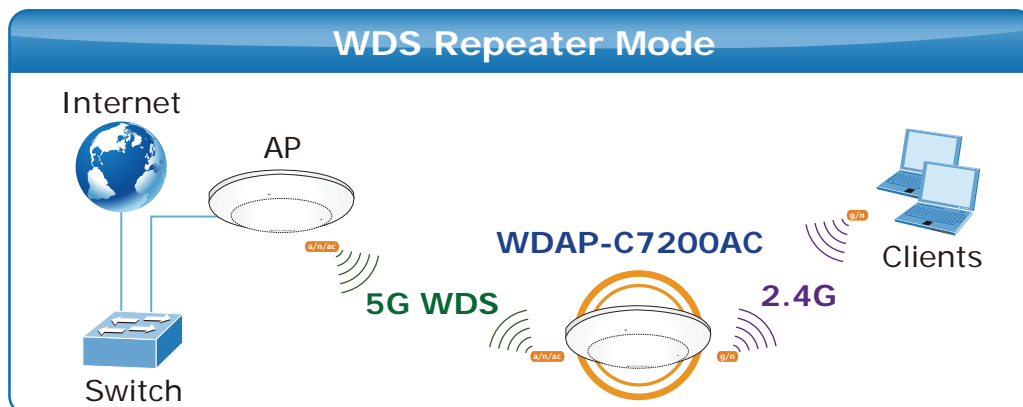 WDS Repeater Mode
Internet
AP
a/n/ac
5G WDS
Switch
WDAP-C7200AC
a/n/ac
g/n
2.4G
g/n
Clients